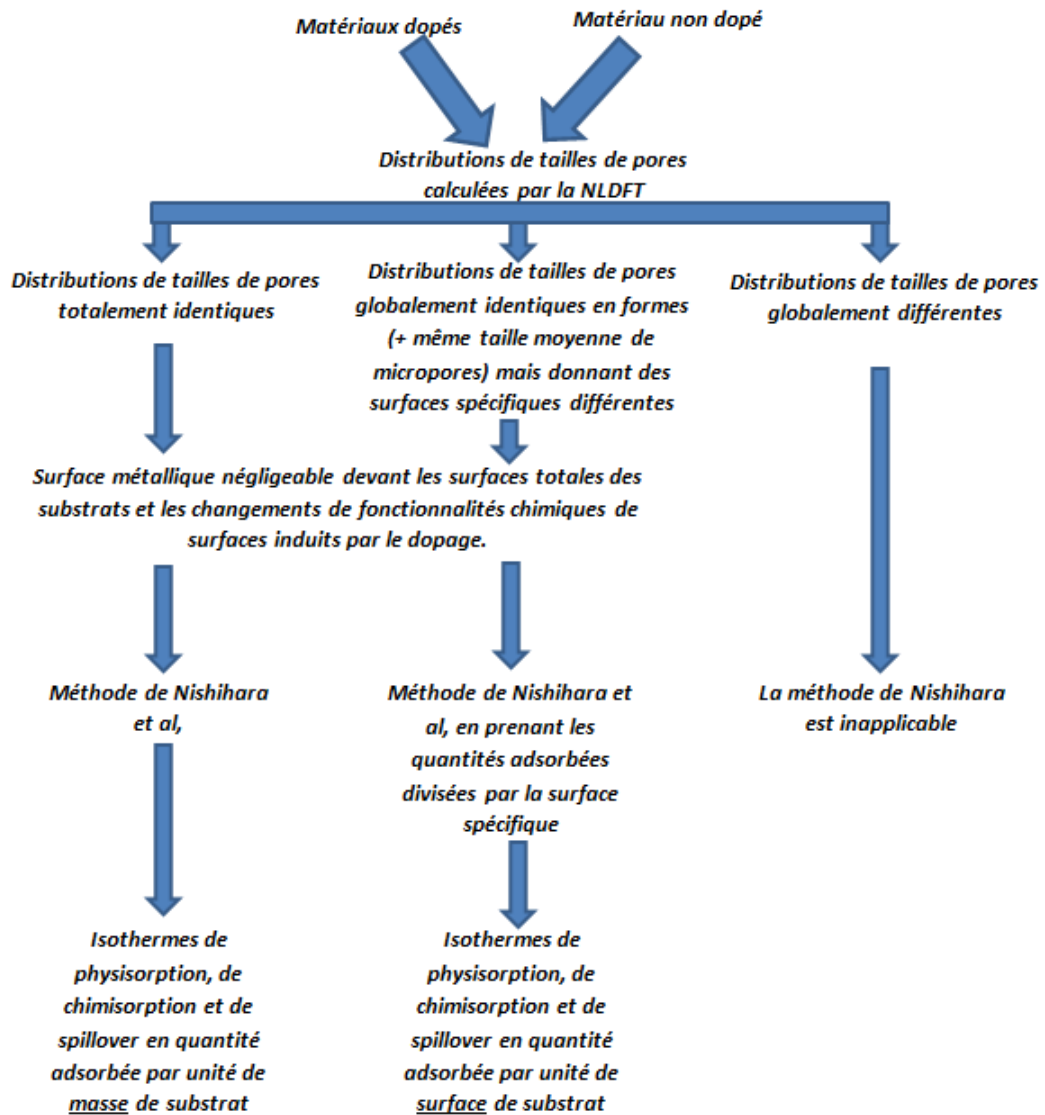 Matériaux dopés
Matériau non dopé
Distributions de tailles de pores
calculées par la NLDFT
Distributions de tailles de pores
totalement identiques
Distributions de tailles de pores
globalement identiques en formes
(+ même taille moyenne de
micropores) mais donnant des
surfaces spécifiques différentes
Distributions de tailles de pores
globalement différentes
Surface métallique négligeable devant les surfaces totales des
substrats et les changements de fonctionnalités chimiques de
surfaces induits par le dopage.
Méthode de Nishihara
et al,
Méthode de Nishihara et
al, en prenant les
quantités adsorbées
divisées par la surface
spécifique
La méthode de Nishihara
est inapplicable
Isothermes de
physisorption, de
chimisorption et de
spillover en quantité
adsorbée par unité de
masse de substrat
Isothermes de
physisorption, de
chimisorption et de
spillover en quantité
adsorbée par unité de
surface de substrat